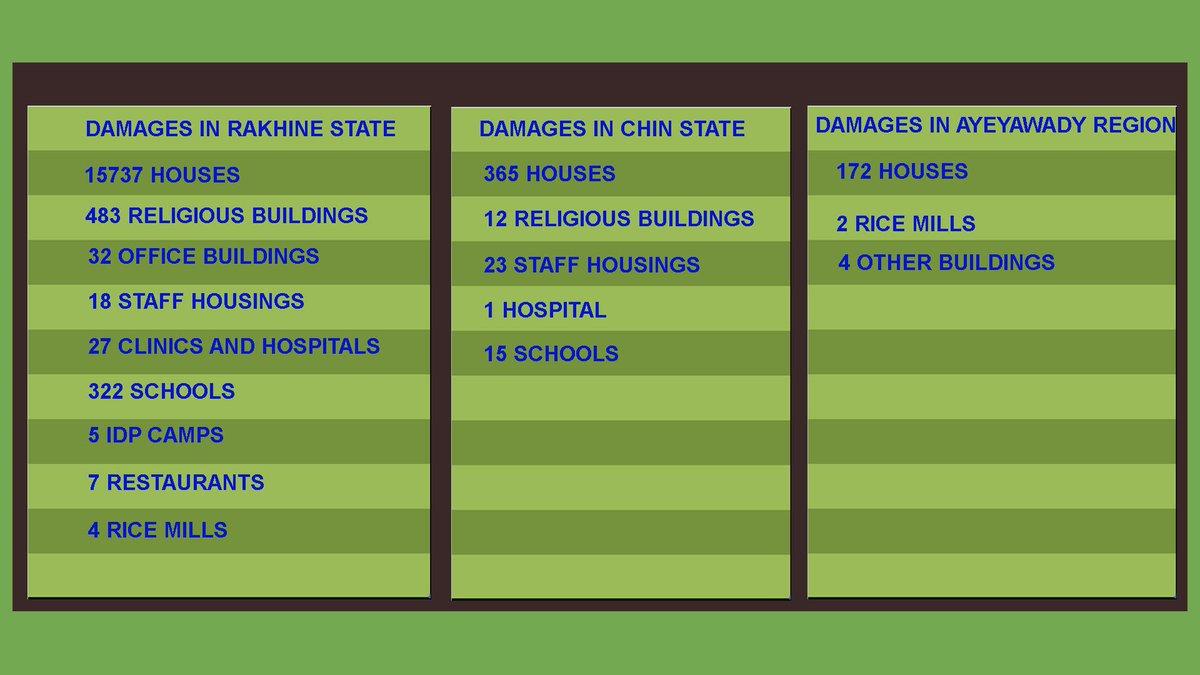 DAMAGES IN RAKHINE STATE
15737 HOUSES
483 RELIGIOUS BUILDINGS
32 OFFICE BUILDINGS
18 STAFF HOUSINGS
27 CLINICS AND HOSPITALS
322 SCHOOLS
5 IDP CAMPS
7 RESTAURANTS
4 RICE MILLS
DAMAGES IN CHIN STATE
365 HOUSES
12 RELIGIOUS BUILDINGS
23 STAFF HOUSINGS
1 HOSPITAL
15 SCHOOLS
DAMAGES IN AYEYAWADY REGION
172 HOUSES
2 RICE MILLS
4 OTHER BUILDINGS